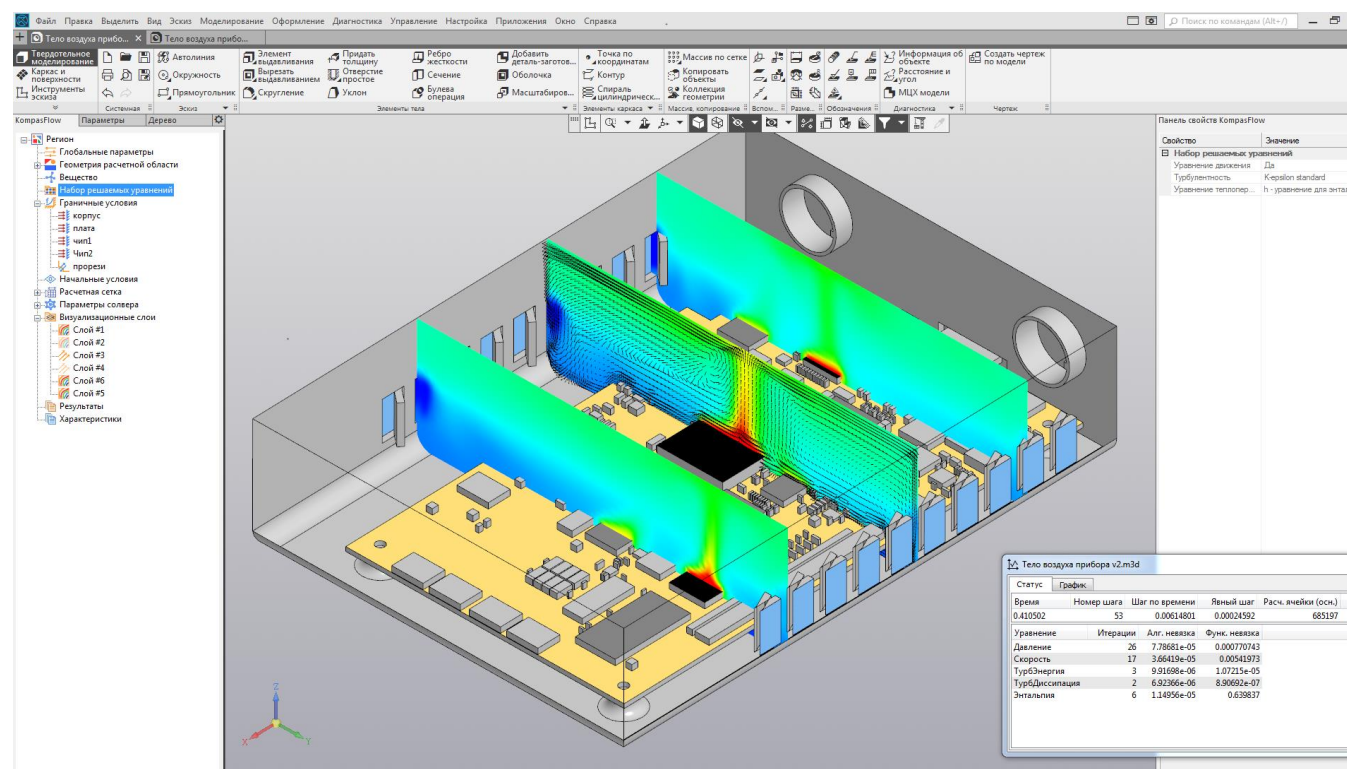 Файл Правка Выделить Вид Эскиз Моделирование Оформление Диагностика Управление Настройка Приложения Окно Справка
Поиск по командам (Alt+/)
Тело воздуха прибо... Тело воздуха прибо...
Твердотельное моделирование
Каркас и поверхности
Инструменты эскиза
Системная
Автолиния
Окружность
Прямоугольник
Эскиз
Элемент выдавливания
Вырезать выдавливанием
Скругление
Придать толщину
Отверстие простое
Уклон
Ребро жесткости
Сечение
Булева операция
Добавить деталь-заготов...
Оболочка
Масштабиров...
Элементы тела
Точка по координатам
Контур
Спираль цилиндрическ...
Элементы каркаса
Массив по сетке
Копировать объекты
Коллекция геометрии
Массив, копирование
Вспом...
Разме...
Обозначения
Информация об объекте
Расстояние и угол
МЦХ модели
Диагностика
Создать чертеж по модели
Чертеж
KompasFlow Параметры Дерево
Регион
Глобальные параметры
Геометрия расчетной области
Вещество
Набор решаемых уравнений
Граничные условия
корпус
плата
чип1
Чип2
прорези
Начальные условия
Расчетная сетка
Параметры солвера
Визуализационные слои
Слой #1
Слой #2
Слой #3
Слой #4
Слой #6
Слой #5
Результаты
Характеристики
Z
X
Y
Панель свойств KompasFlow
Свойство Значение
Набор решаемых уравнений
Уравнение движения Да
Турбулентность K-epsilon standard
Уравнение теплопер... h - уравнение для энтал
Тело воздуха прибора v2.m3d
Статус График
Время Номер шага Шаг по времени Явный шаг Расч. ячейки (осн.)
0.410502 53 0.00614801 0.00024592 685197
Уравнение Итерации Алг. невязка Функ. невязка
Давление 26 7.78681e-05 0.000770743
Скорость 17 3.66419e-05 0.00541973
ТурбЭнергия 3 9.91698e-06 1.07215e-05
ТурбДиссипация 2 6.92366e-06 8.90692e-07
Энтальпия 6 1.14956e-05 0.639837